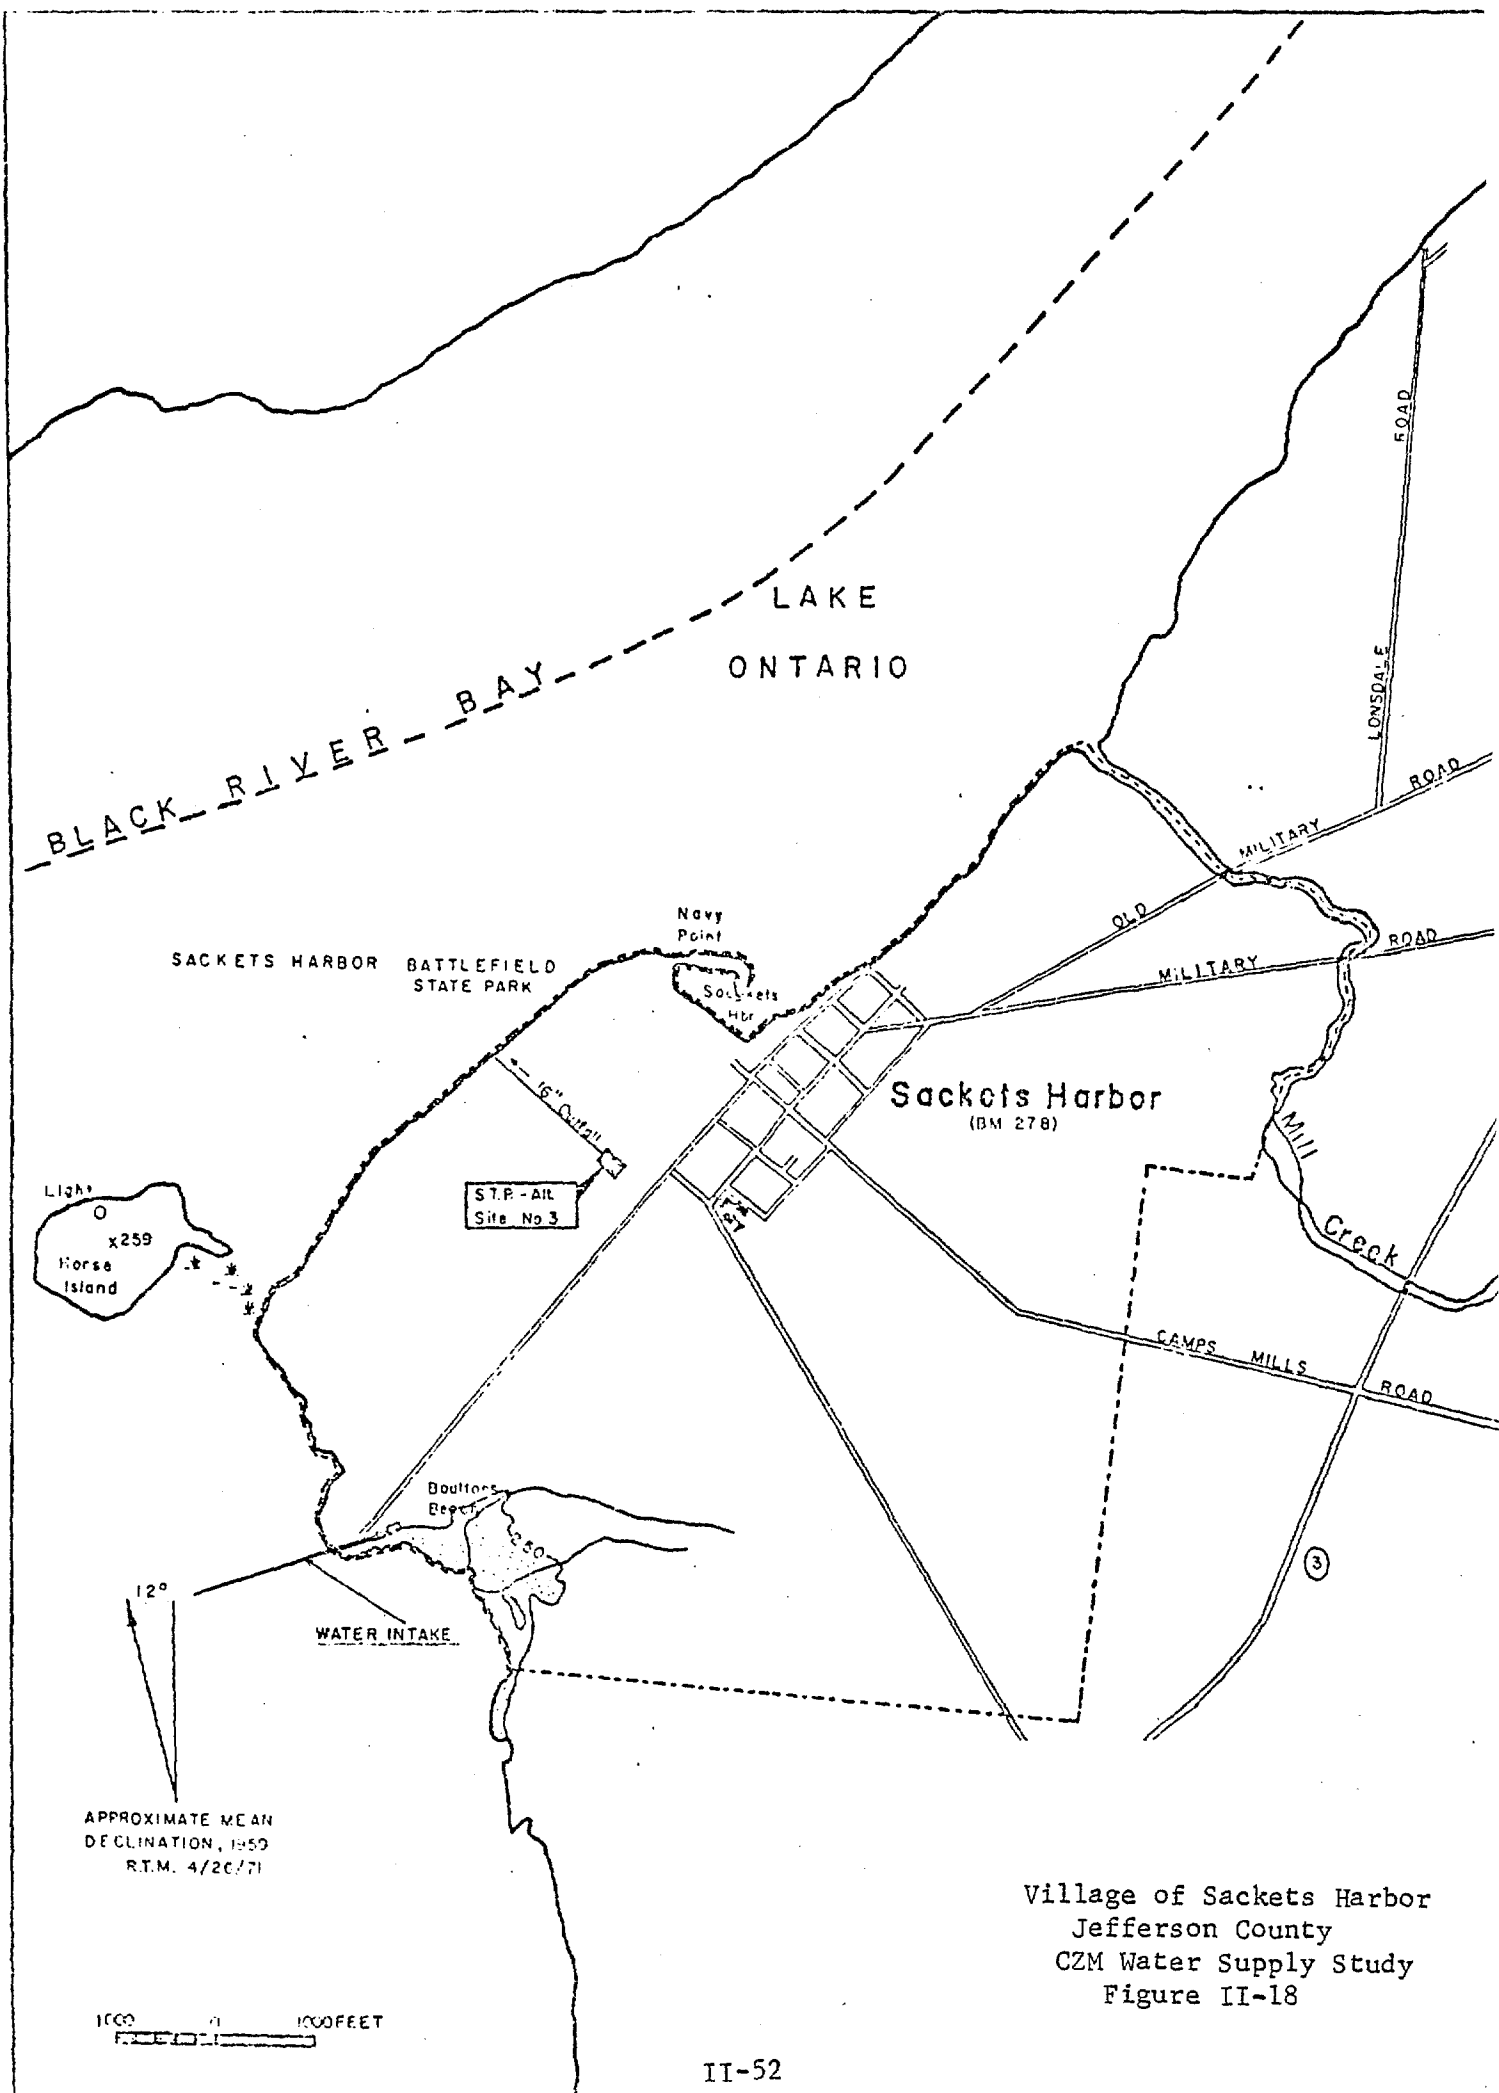 LAKE
ONTARIO
BLACK RIVER BAY
ROAD
LONSDALE
ROAD
MILITARY
OLD
ROAD
MILITARY
Navy
Point
SACKETS HARBOR BATTLEFIELD
STATE PARK
Sackets
Hbr
Sackets Harbor
(BM 278)
16" Outfall
S.T.P. - Alt.
Site No. 3
Mill
Creek
Light
x259
Horse
Island
CAMPS MILLS ROAD
Boultons
Beach
250
3
12°
WATER INTAKE
APPROXIMATE MEAN
DECLINATION, 1959
R.T.M. 4/26/71
Village of Sackets Harbor
Jefferson County
CZM Water Supply Study
Figure II-18
1000 0 1000 FEET
II-52